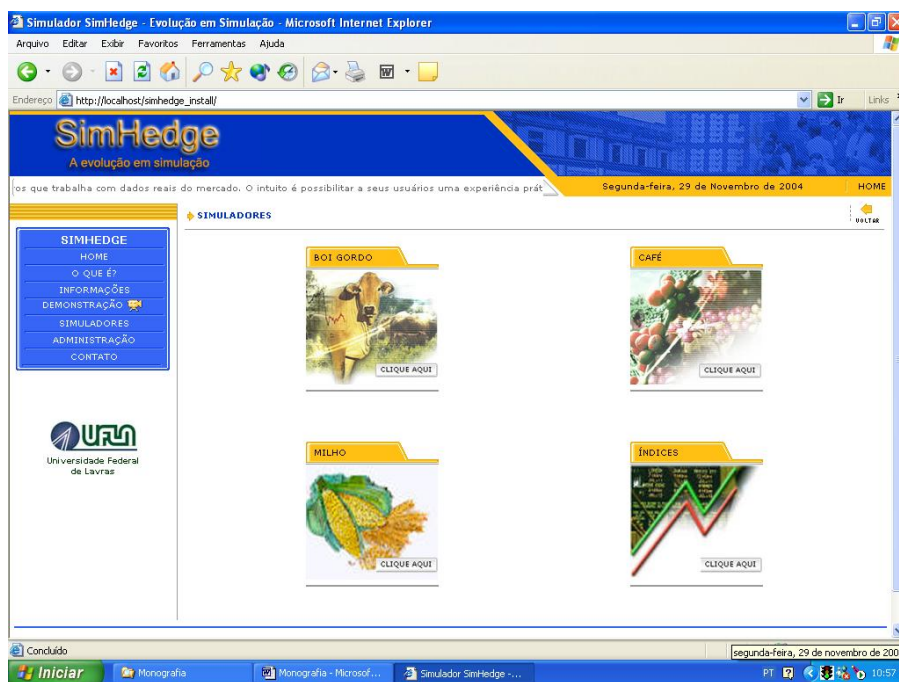 Simulador SimHedge - Evolução em Simulação - Microsoft Internet Explorer
Arquivo Editar Exibir Favoritos Ferramentas Ajuda
Endereço http://localhost/simhedge_install/ Ir Links
SimHedge
A evolução em simulação
os que trabalha com dados reais do mercado. O intuito é possibilitar a seus usuários uma experiência prát
Segunda-feira, 29 de Novembro de 2004 HOME
SIMULADORES
VOLTAR
SIMHEDGE
HOME
O QUE É?
INFORMAÇÕES
DEMONSTRAÇÃO
SIMULADORES
ADMINISTRAÇÃO
CONTATO
UFLA
Universidade Federal
de Lavras
BOI GORDO
CLIQUE AQUI
CAFÉ
CLIQUE AQUI
MILHO
CLIQUE AQUI
ÍNDICES
CLIQUE AQUI
Concluído
segunda-feira, 29 de novembro de 200
Iniciar Monografia Monografia - Microsof... Simulador SimHedge -... PT 10:57